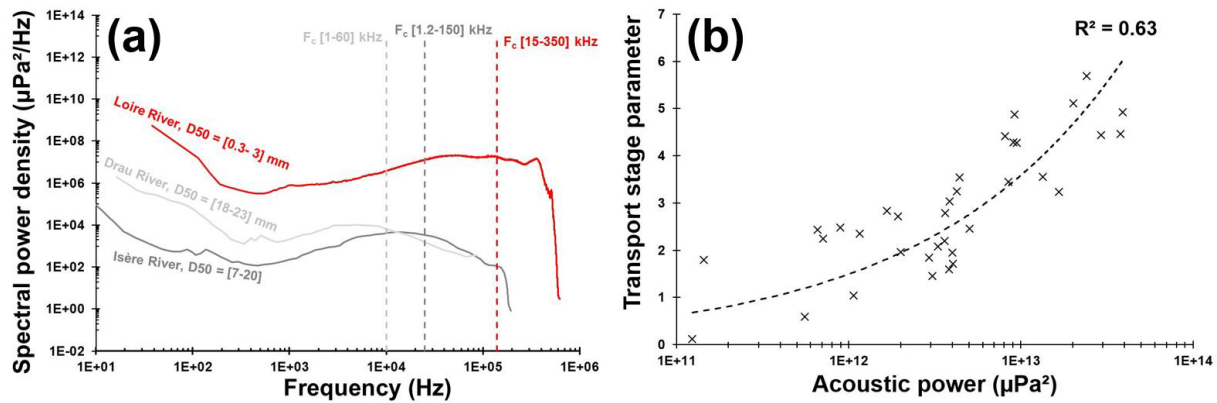 (a)
Spectral power density (µPa²/Hz)
1E+14
1E+12
1E+10
1E+08
1E+06
1E+04
1E+02
1E+00
1E-02
F_c [1-60] kHz
F_c [1.2-150] kHz
F_c [15-350] kHz
Loire River, D50 = [0.3- 3] mm
Drau River, D50 = [18-23] mm
Isère River, D50 = [7-20]
1E+01
1E+02
1E+03
1E+04
1E+05
1E+06
Frequency (Hz)
(b)
R² = 0.63
Transport stage parameter
7
6
5
4
3
2
1
0
1E+11
1E+12
1E+13
1E+14
Acoustic power (µPa²)